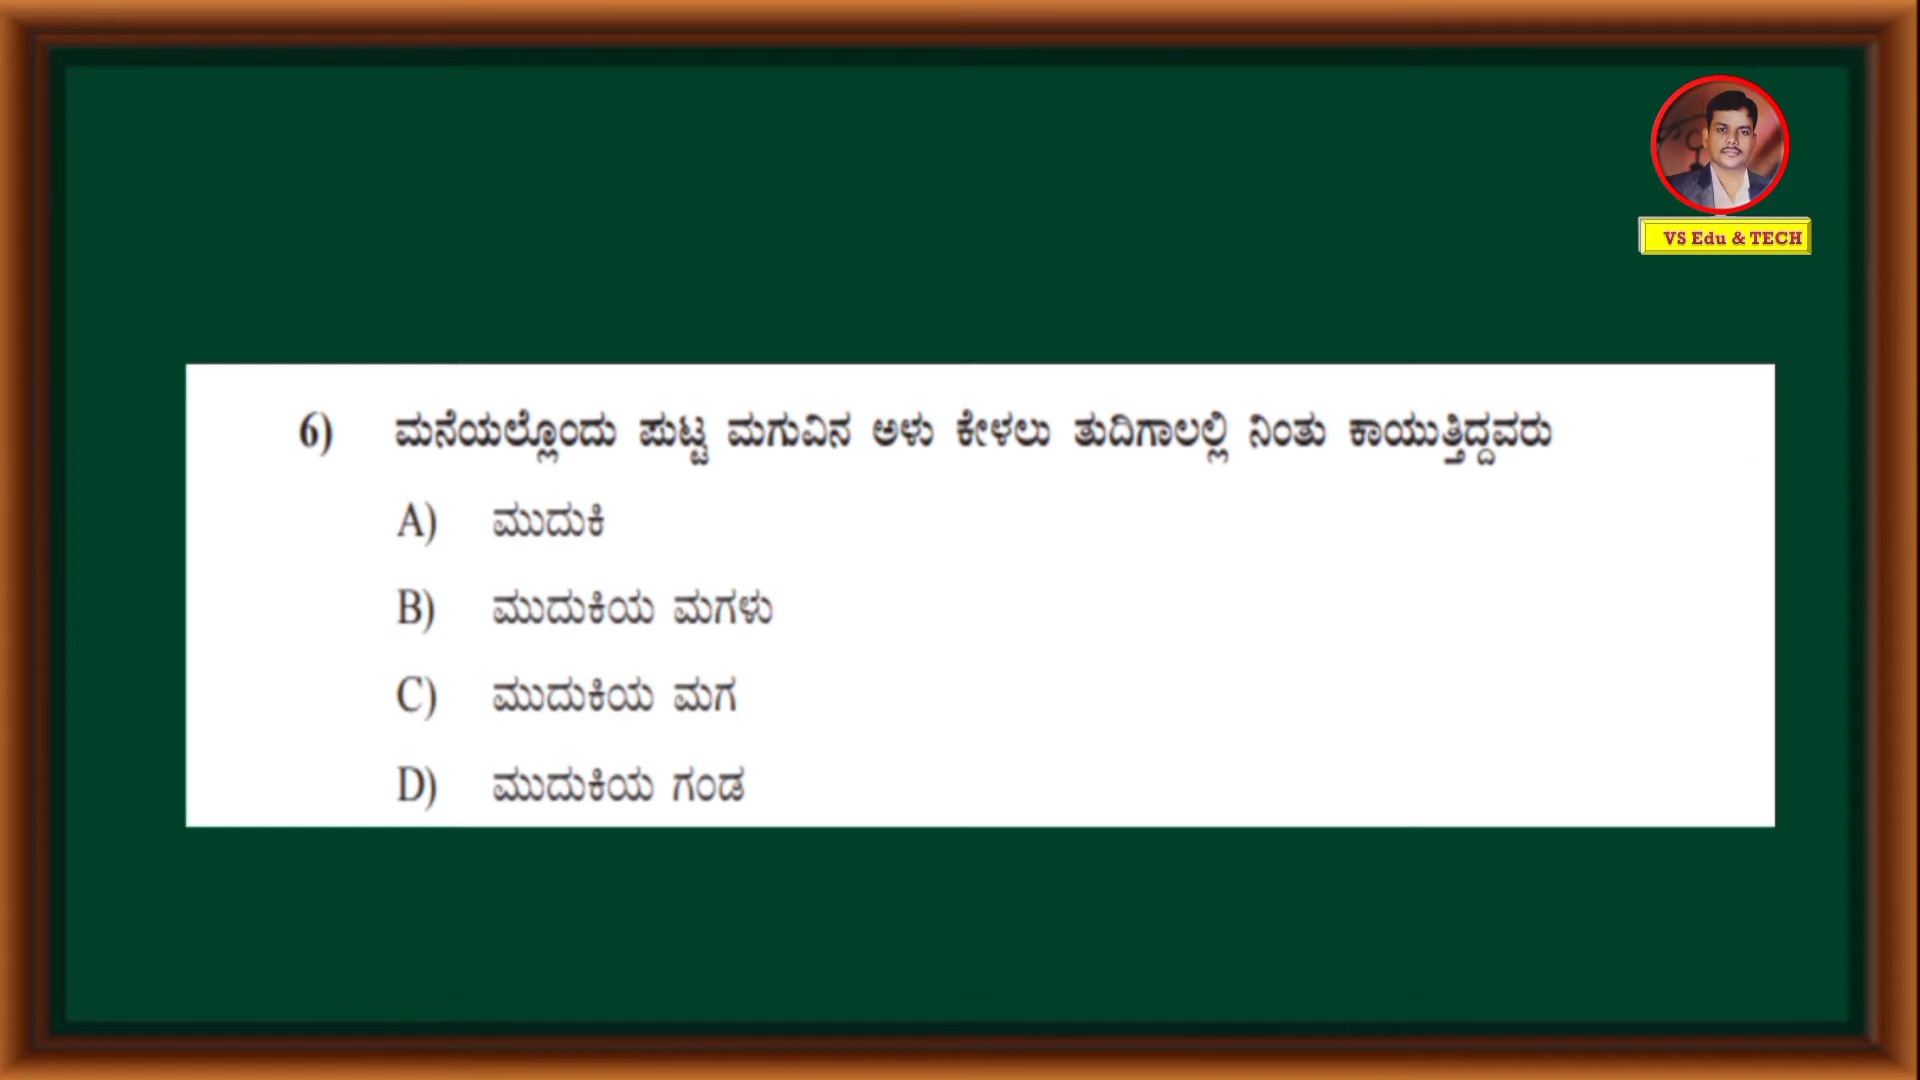 VS Edu & TECH
6) ಮನೆಯಲ್ಲೊಂದು ಪುಟ್ಟ ಮಗುವಿನ ಅಳು ಕೇಳಲು ತುದಿಗಾಲಲ್ಲಿ ನಿಂತು ಕಾಯುತ್ತಿದ್ದವರು
A) ಮುದುಕಿ
B) ಮುದುಕಿಯ ಮಗಳು
C) ಮುದುಕಿಯ ಮಗ
D) ಮುದುಕಿಯ ಗಂಡ